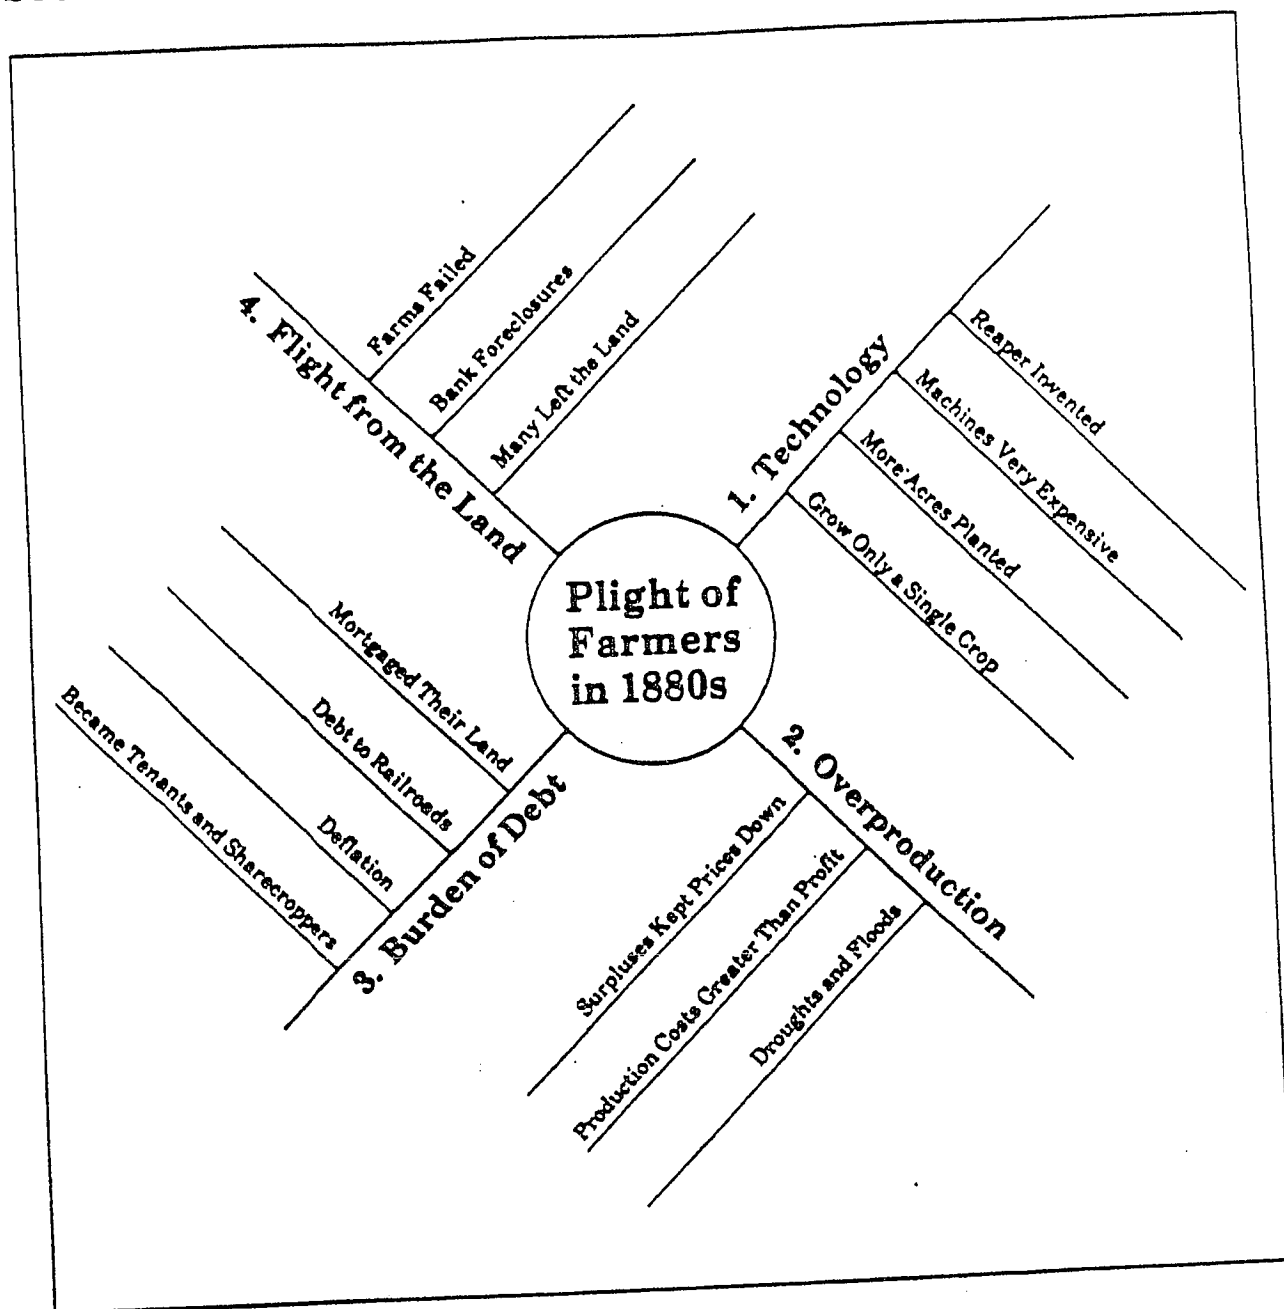 Plight of
Farmers
in 1880s
1. Technology
Reaper Invented
Machines Very Expensive
More Acres Planted
Grow Only a Single Crop
2. Overproduction
Surpluses Kept Prices Down
Production Costs Greater Than Profit
Droughts and Floods
3. Burden of Debt
Mortgaged Their Land
Debt to Railroads
Deflation
Became Tenants and Sharecroppers
4. Flight from the Land
Farms Failed
Bank Foreclosures
Many Left the Land